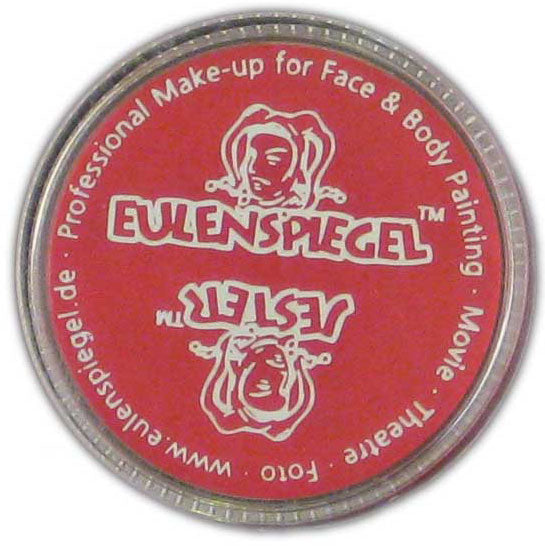 Professional Make-up for Face & Body Painting · Movie · Theatre · Foto · www.eulenspiegel.de ·
EULENSPIEGEL™
JESTER™